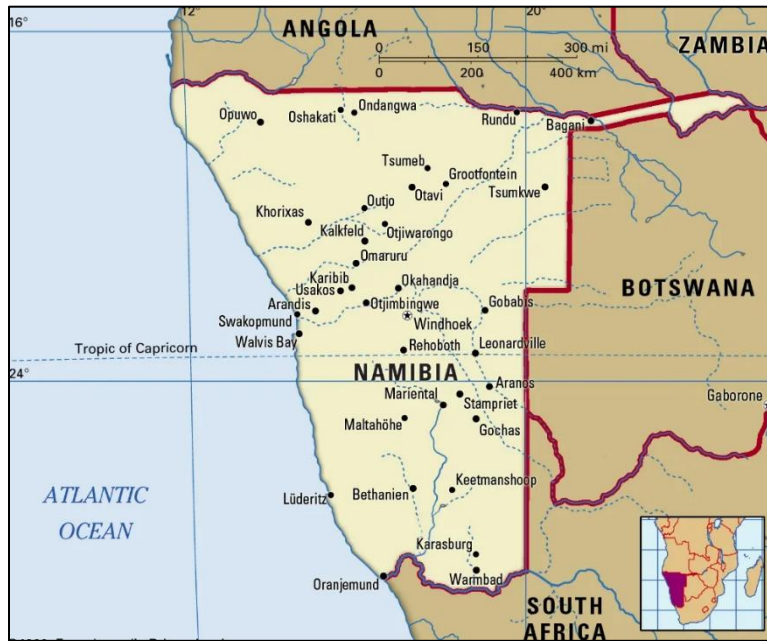 12°
20°
16°
ANGOLA
0 150 300 mi
0 200 400 km
ZAMBIA
Opuwo
Oshakati
Ondangwa
Rundu
Bagani
Tsumeb
Grootfontein
Otavi
Tsumkwe
Outjo
Khorixas
Otjiwarongo
Kalkfeld
Omaruru
Karibib
Okahandja
Usakos
BOTSWANA
Arandis
Otjimbingwe
Gobabis
Swakopmund
Windhoek
Walvis Bay
Rehoboth
Leonardville
Tropic of Capricorn
NAMIBIA
24°
Aranos
Mariental
Stampriet
Gaborone
Maltahöhe
Gochas
Keetmanshoop
Bethanien
ATLANTIC
OCEAN
Lüderitz
Karasburg
Oranjemund
Warmbad
SOUTH
AFRICA